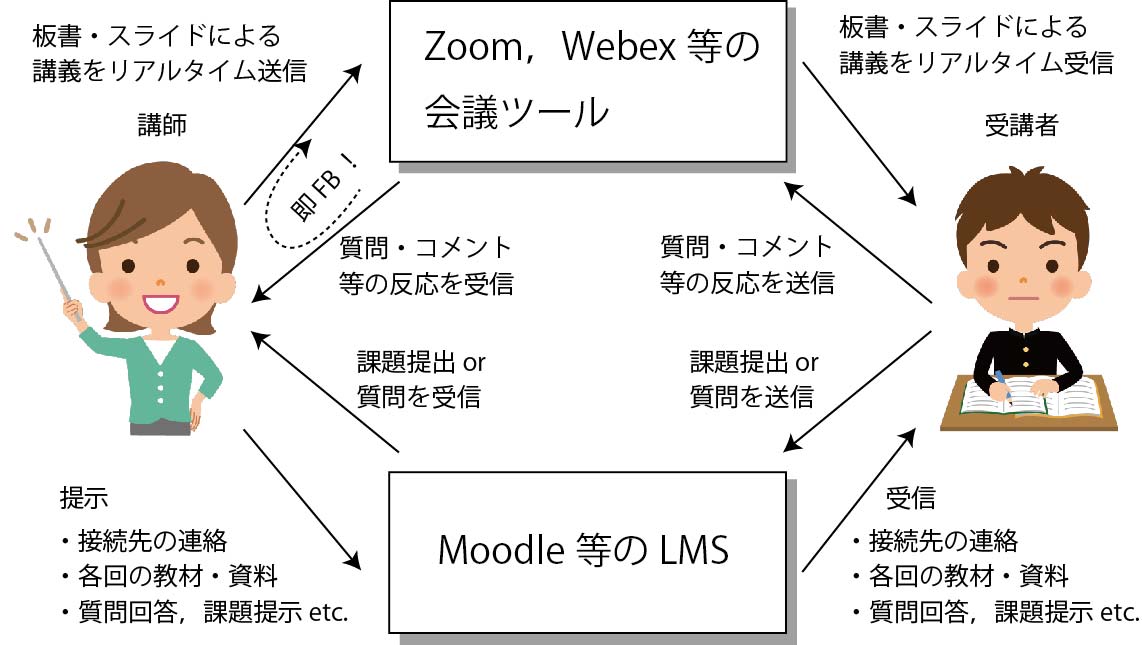 板書・スライドによる
講義をリアルタイム送信
講師
Zoom，Webex 等の
会議ツール
板書・スライドによる
講義をリアルタイム受信
受講者
即 FB！
質問・コメント
等の反応を受信
質問・コメント
等の反応を送信
課題提出 or
質問を受信
課題提出 or
質問を送信
提示
・接続先の連絡
・各回の教材・資料
・質問回答，課題提示 etc.
Moodle 等の LMS
受信
・接続先の連絡
・各回の教材・資料
・質問回答，課題提示 etc.